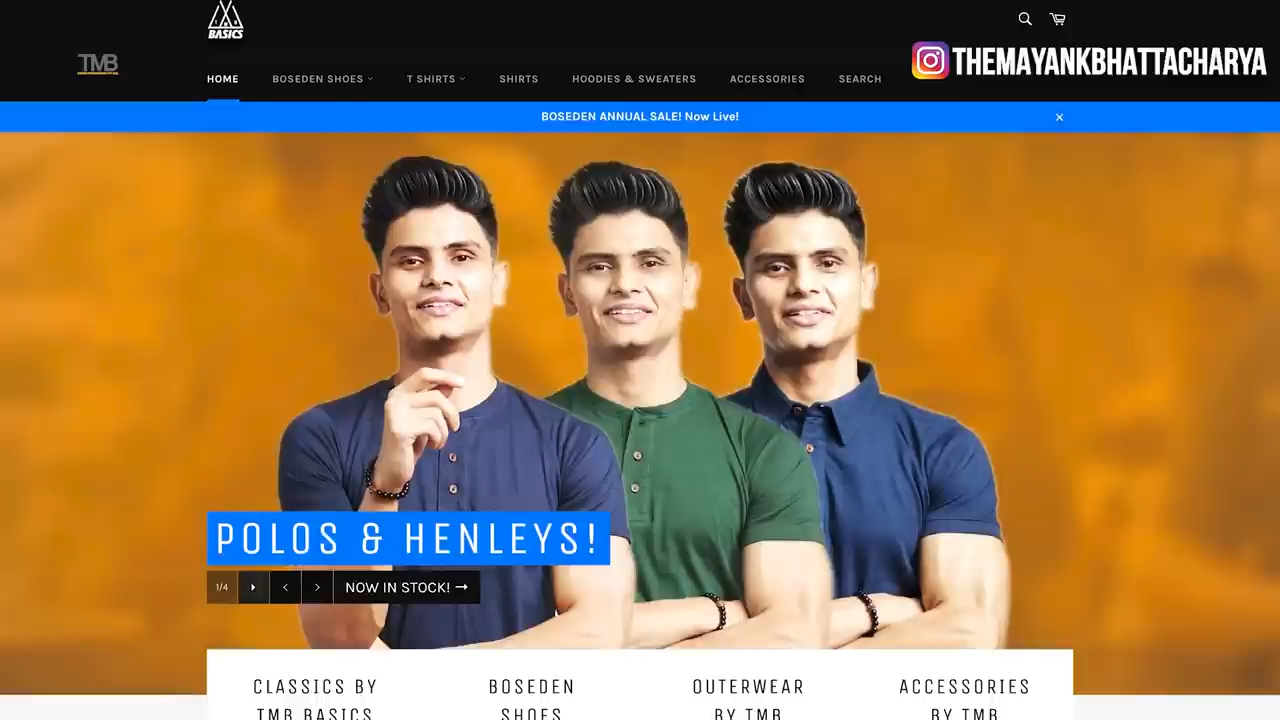 BASICS
TMB
THEMAYANKBHATTACHARYA
HOME
BOSEDEN SHOES
T SHIRTS
SHIRTS
HOODIES & SWEATERS
ACCESSORIES
SEARCH
BOSEDEN ANNUAL SALE! Now Live!
POLOS & HENLEYS!
1/4
NOW IN STOCK! →
CLASSICS BY
TMB BASICS
BOSEDEN
SHOES
OUTERWEAR
BY TMB
ACCESSORIES
BY TMB